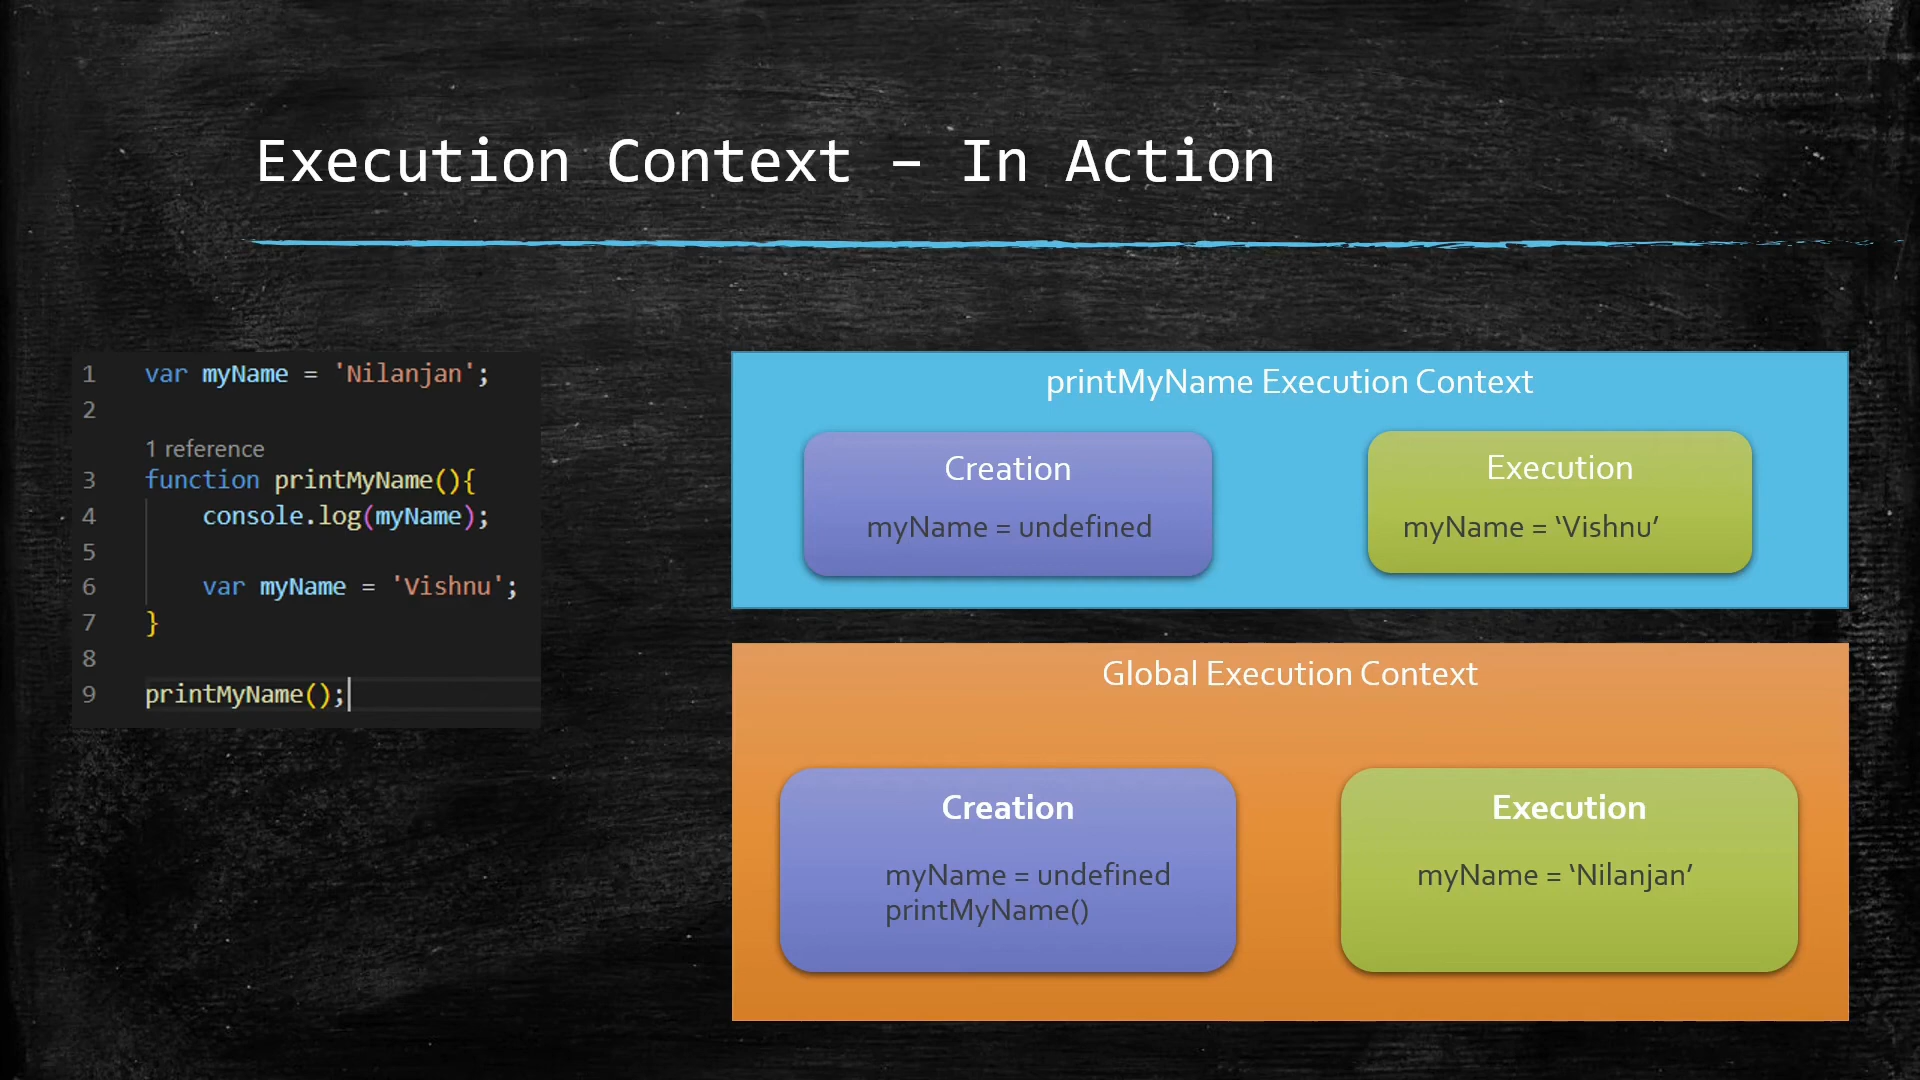 Execution Context – In Action
1 var myName = 'Nilanjan';
2
1 reference
3 function printMyName(){
4 console.log(myName);
5
6 var myName = 'Vishnu';
7 }
8
9 printMyName();
printMyName Execution Context
Creation
myName = undefined
Execution
myName = ‘Vishnu’
Global Execution Context
Creation
myName = undefined
printMyName()
Execution
myName = ‘Nilanjan’